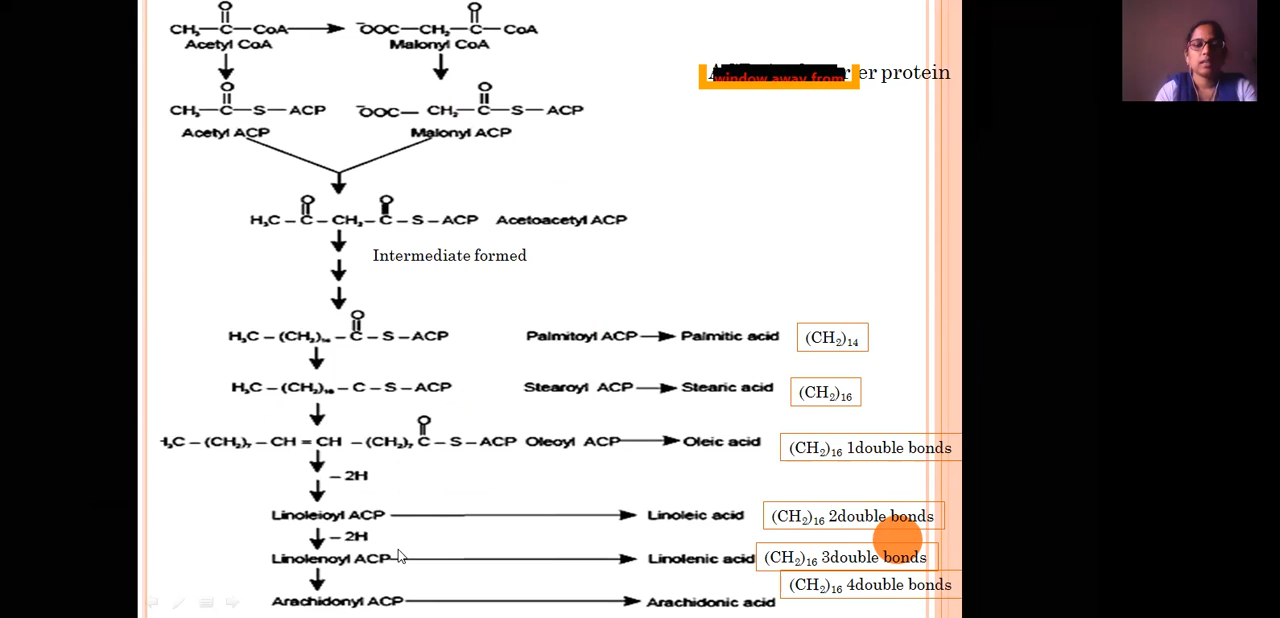 O O
CH₃—C—CoA ⁻OOC—CH₂—C—CoA
Acetyl CoA Malonyl CoA
window away from er protein
O O
CH₃—C—S—ACP ⁻OOC—CH₂—C—S—ACP
Acetyl ACP Malonyl ACP
O O
H₃C–C–CH₂–C–S–ACP Acetoacetyl ACP
Intermediate formed
O
H₃C–(CH₂)₁₄–C–S–ACP Palmitoyl ACP Palmitic acid (CH₂)₁₄
H₃C–(CH₂)₁₆–C–S–ACP Stearoyl ACP Stearic acid (CH₂)₁₆
O
H₃C–(CH₂)₇–CH=CH–(CH₂)₇C–S–ACP Oleoyl ACP Oleic acid (CH₂)₁₆ 1double bonds
–2H
Linoleioyl ACP Linoleic acid (CH₂)₁₆ 2double bonds
–2H
Linolenoyl ACP Linolenic acid (CH₂)₁₆ 3double bonds
(CH₂)₁₆ 4double bonds
Arachidonyl ACP Arachidonic acid